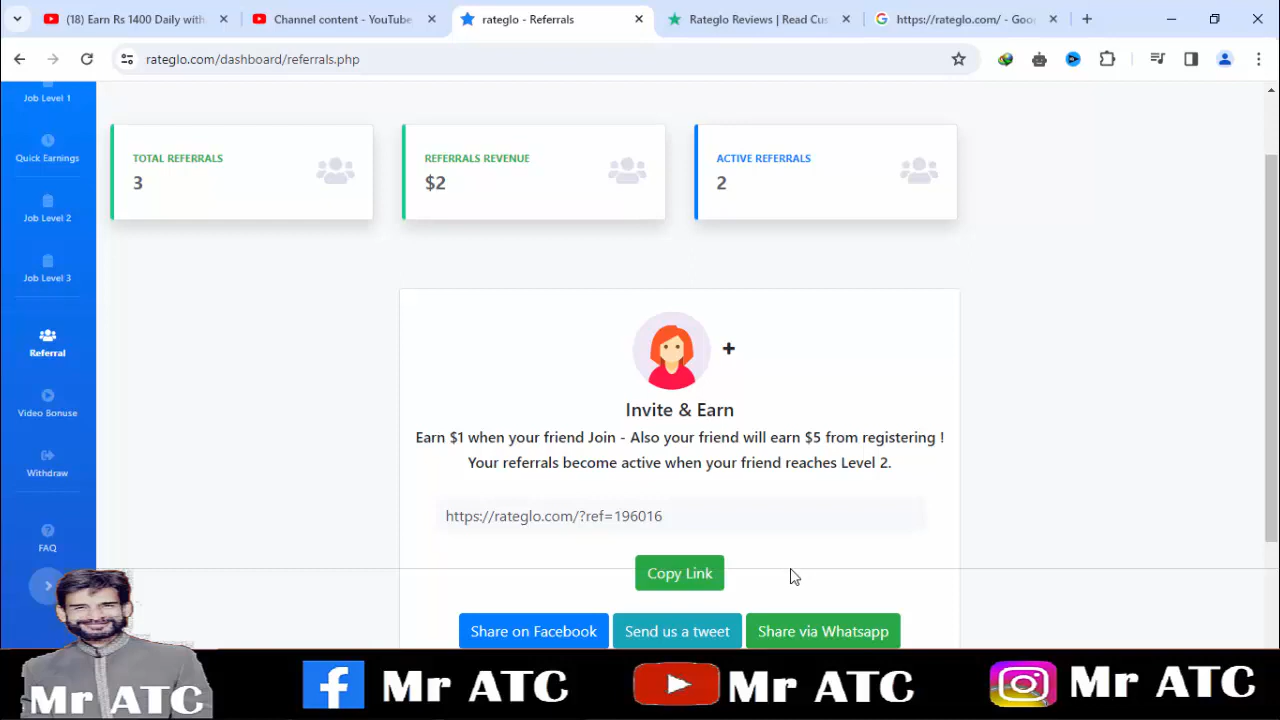 (18) Earn Rs 1400 Daily with
Channel content - YouTube
rateglo - Referrals
Rateglo Reviews | Read Cus
https://rateglo.com/ - Goo
rateglo.com/dashboard/referrals.php
Job Level 1
Quick Earnings
Job Level 2
Job Level 3
Referral
Video Bonuse
Withdraw
FAQ
TOTAL REFERRALS
3
REFERRALS REVENUE
$2
ACTIVE REFERRALS
2
Invite & Earn
Earn $1 when your friend Join - Also your friend will earn $5 from registering !
Your referrals become active when your friend reaches Level 2.
https://rateglo.com/?ref=196016
Copy Link
Share on Facebook
Send us a tweet
Share via Whatsapp
Mr ATC
Mr ATC
Mr ATC
Mr ATC